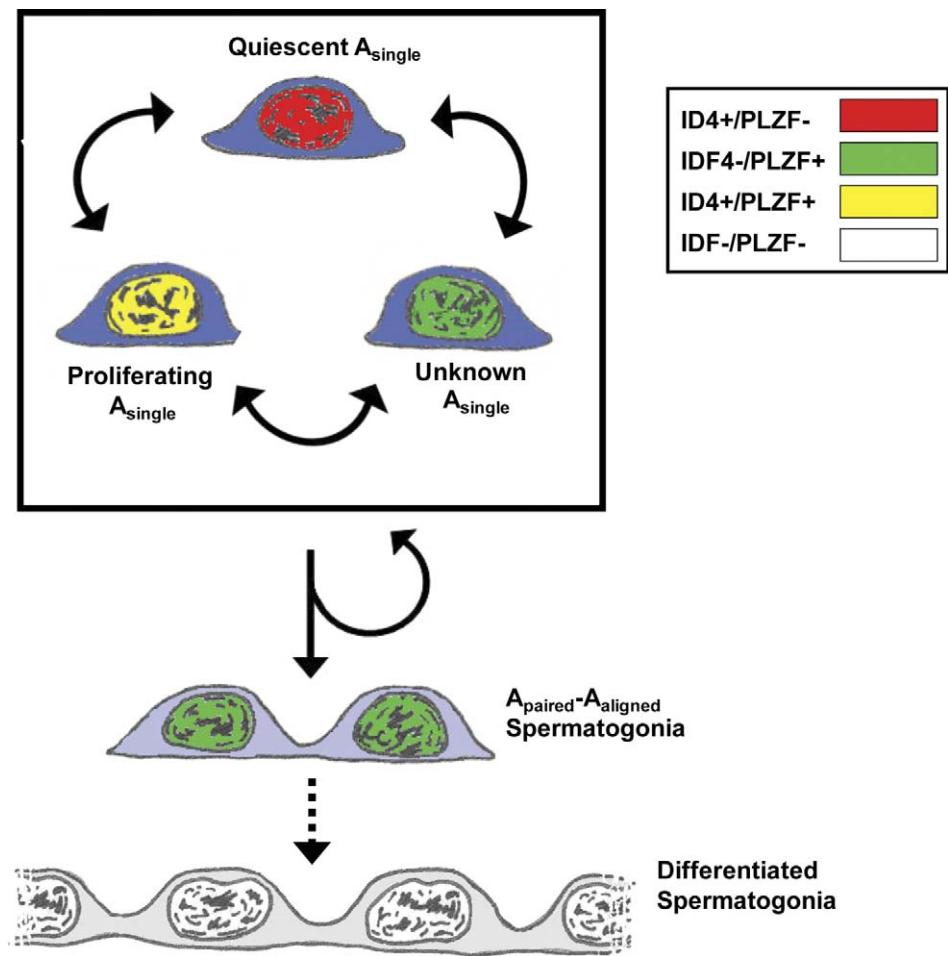 Quiescent Asingle
ID4+/PLZF-
IDF4-/PLZF+
ID4+/PLZF+
IDF-/PLZF-
Proliferating
Asingle
Unknown
Asingle
Apaired-Aaligned
Spermatogonia
Differentiated
Spermatogonia